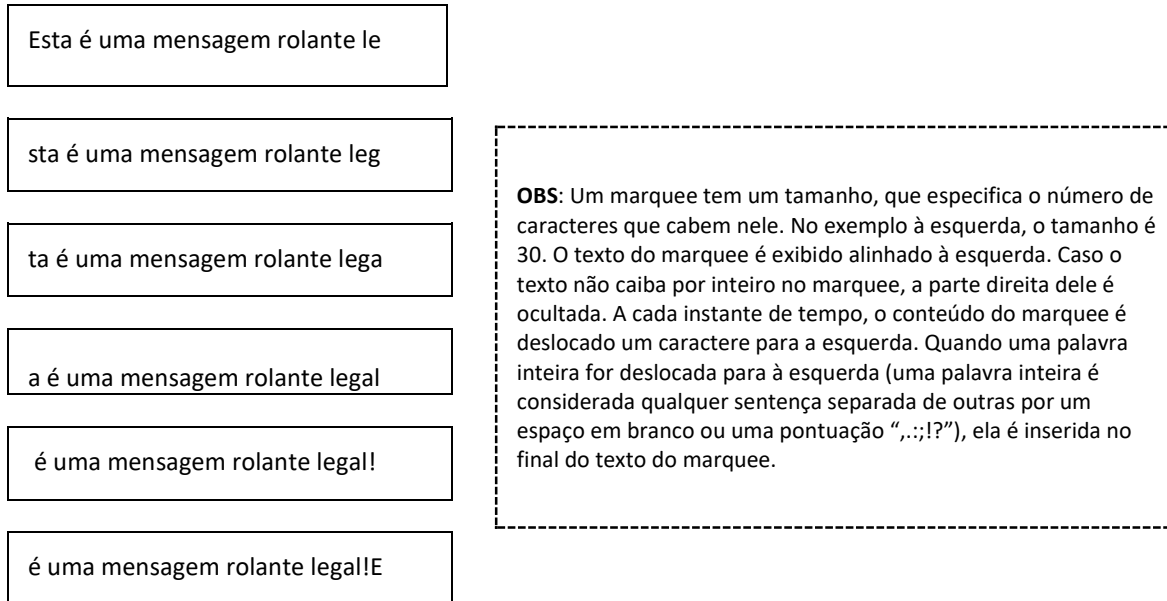 Esta é uma mensagem rolante le
sta é uma mensagem rolante leg
ta é uma mensagem rolante lega
a é uma mensagem rolante legal
é uma mensagem rolante legal!
é uma mensagem rolante legal!E
OBS: Um marquee tem um tamanho, que especifica o número de
caracteres que cabem nele. No exemplo à esquerda, o tamanho é
30. O texto do marquee é exibido alinhado à esquerda. Caso o
texto não caiba por inteiro no marquee, a parte direita dele é
ocultada. A cada instante de tempo, o conteúdo do marquee é
deslocado um caractere para a esquerda. Quando uma palavra
inteira for deslocada para à esquerda (uma palavra inteira é
considerada qualquer sentença separada de outras por um
espaço em branco ou uma pontuação “,.:;!?”), ela é inserida no
final do texto do marquee.